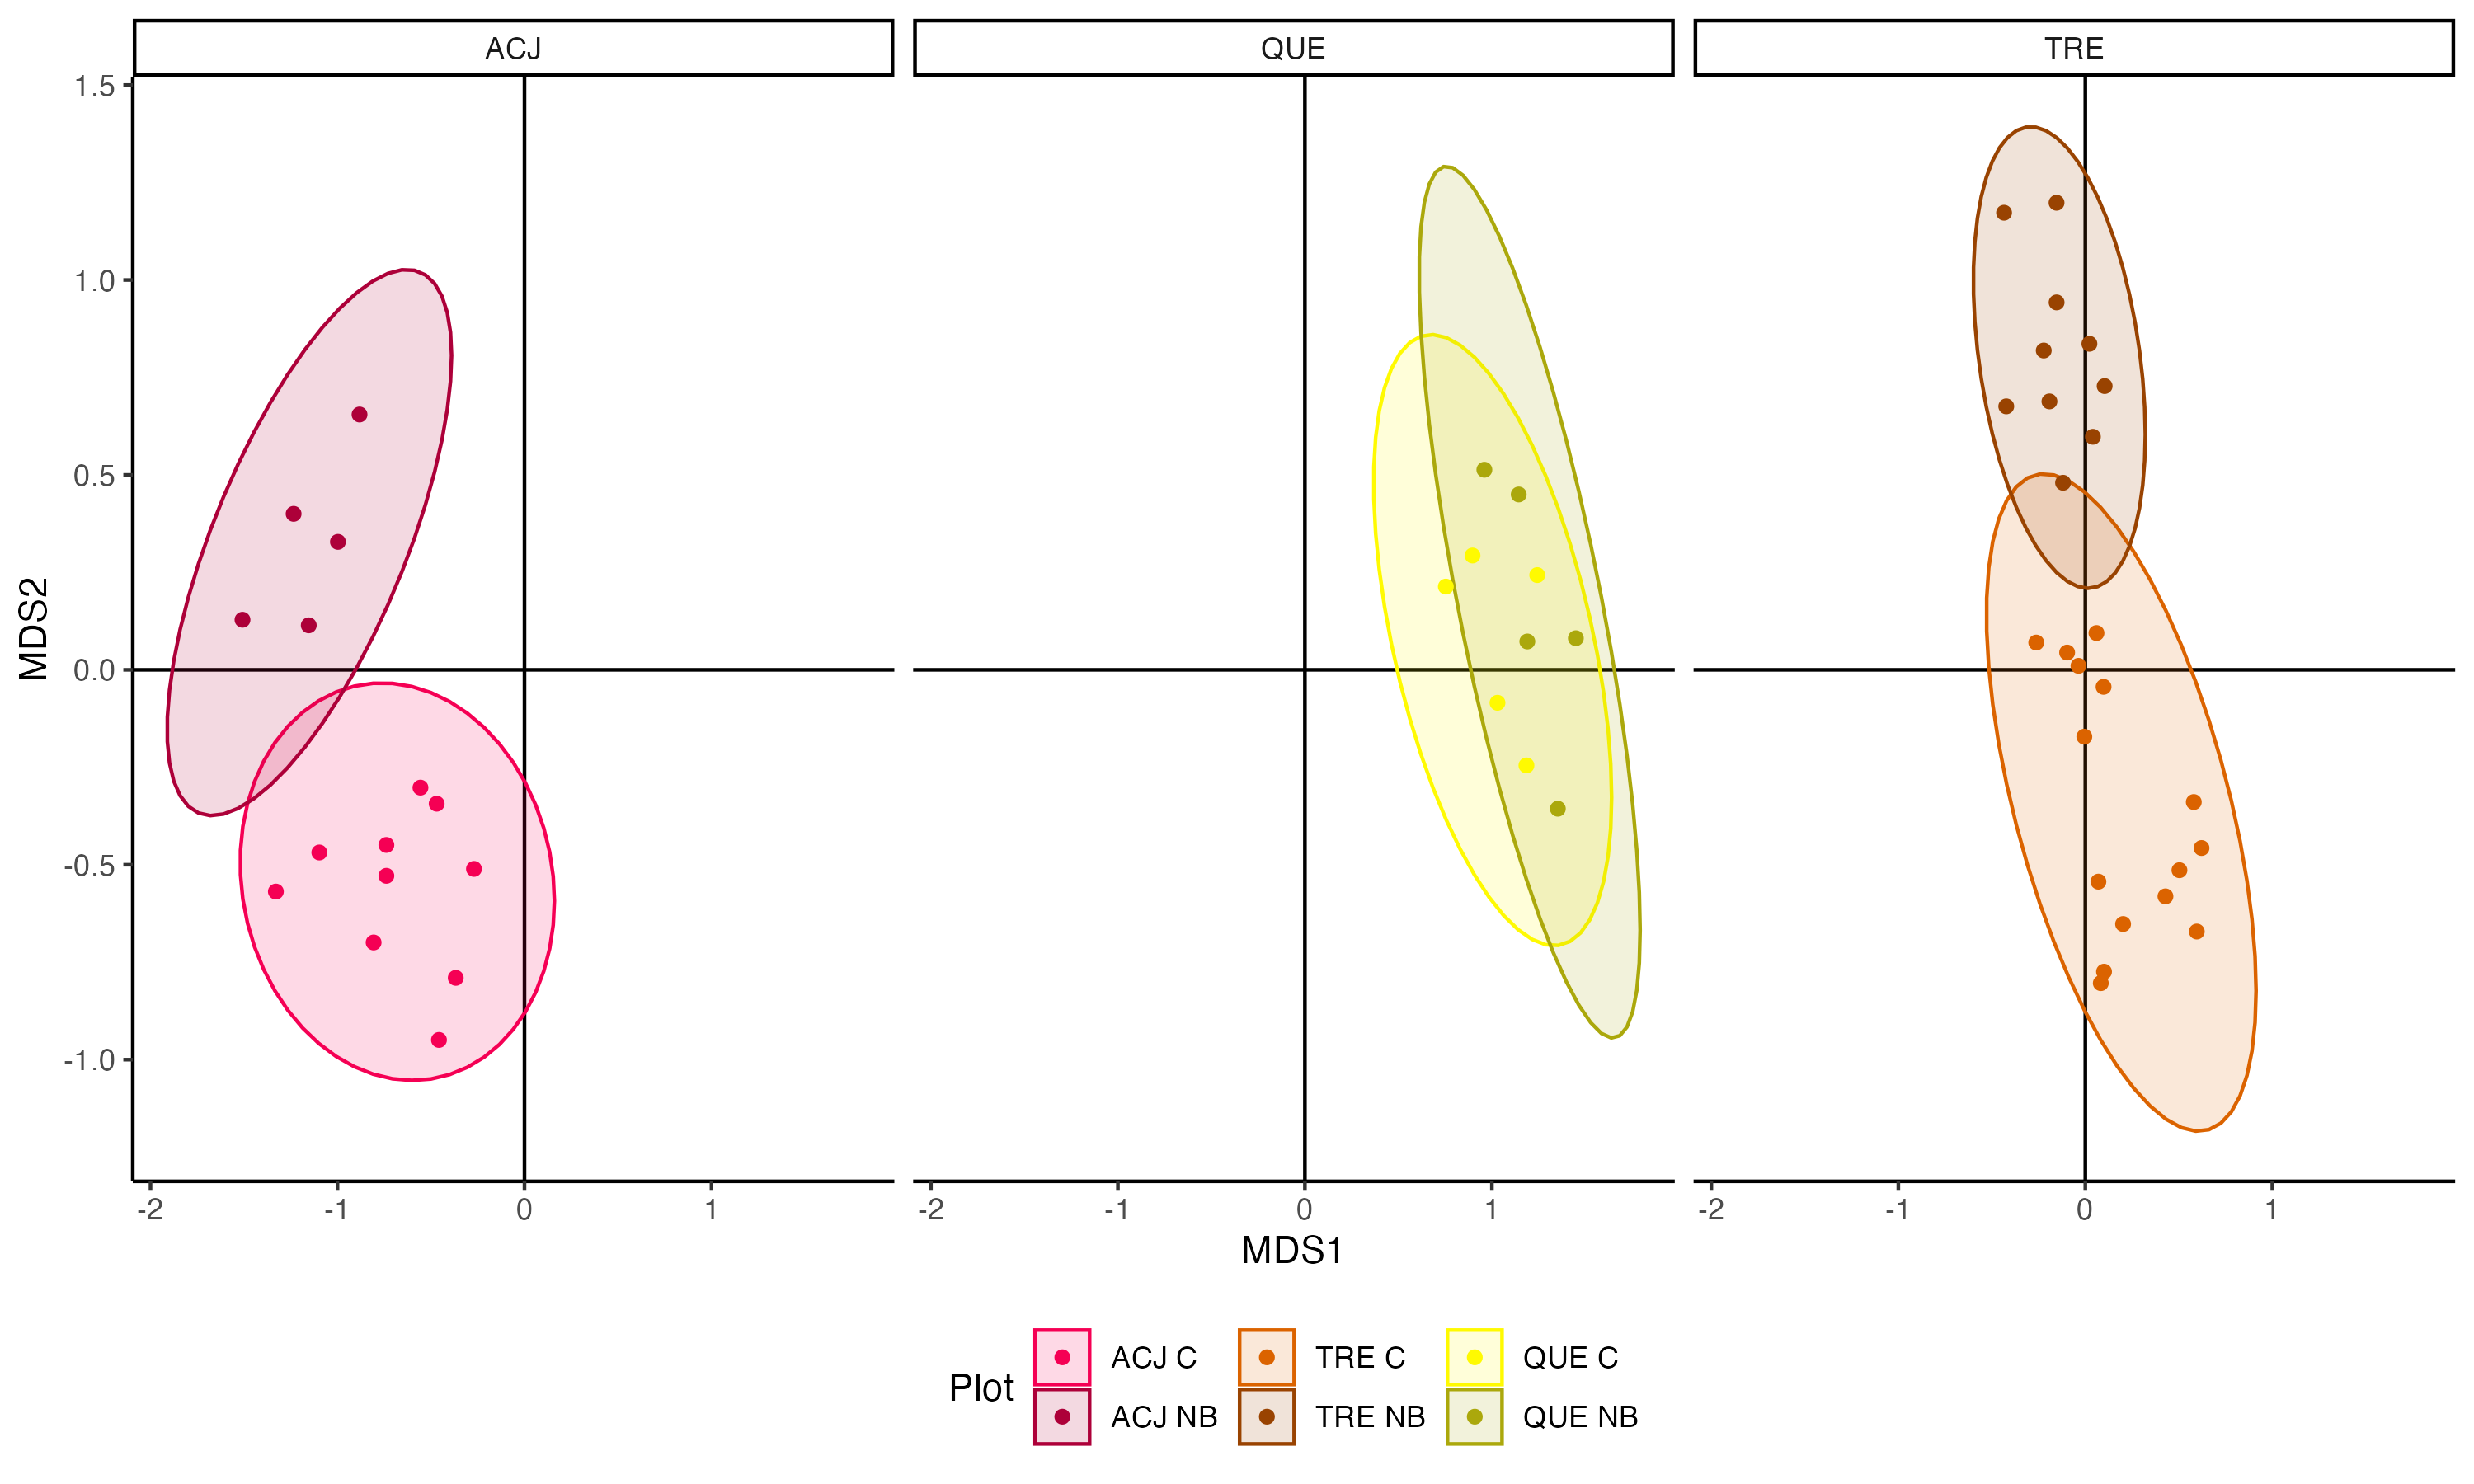 ACJ QUE TRE
1.5
1.0
0.5
0.0
-0.5
-1.0
MDS2
-2 -1 0 1 -2 -1 0 1 -2 -1 0 1
MDS1
Plot
ACJ C TRE C QUE C
ACJ NB TRE NB QUE NB